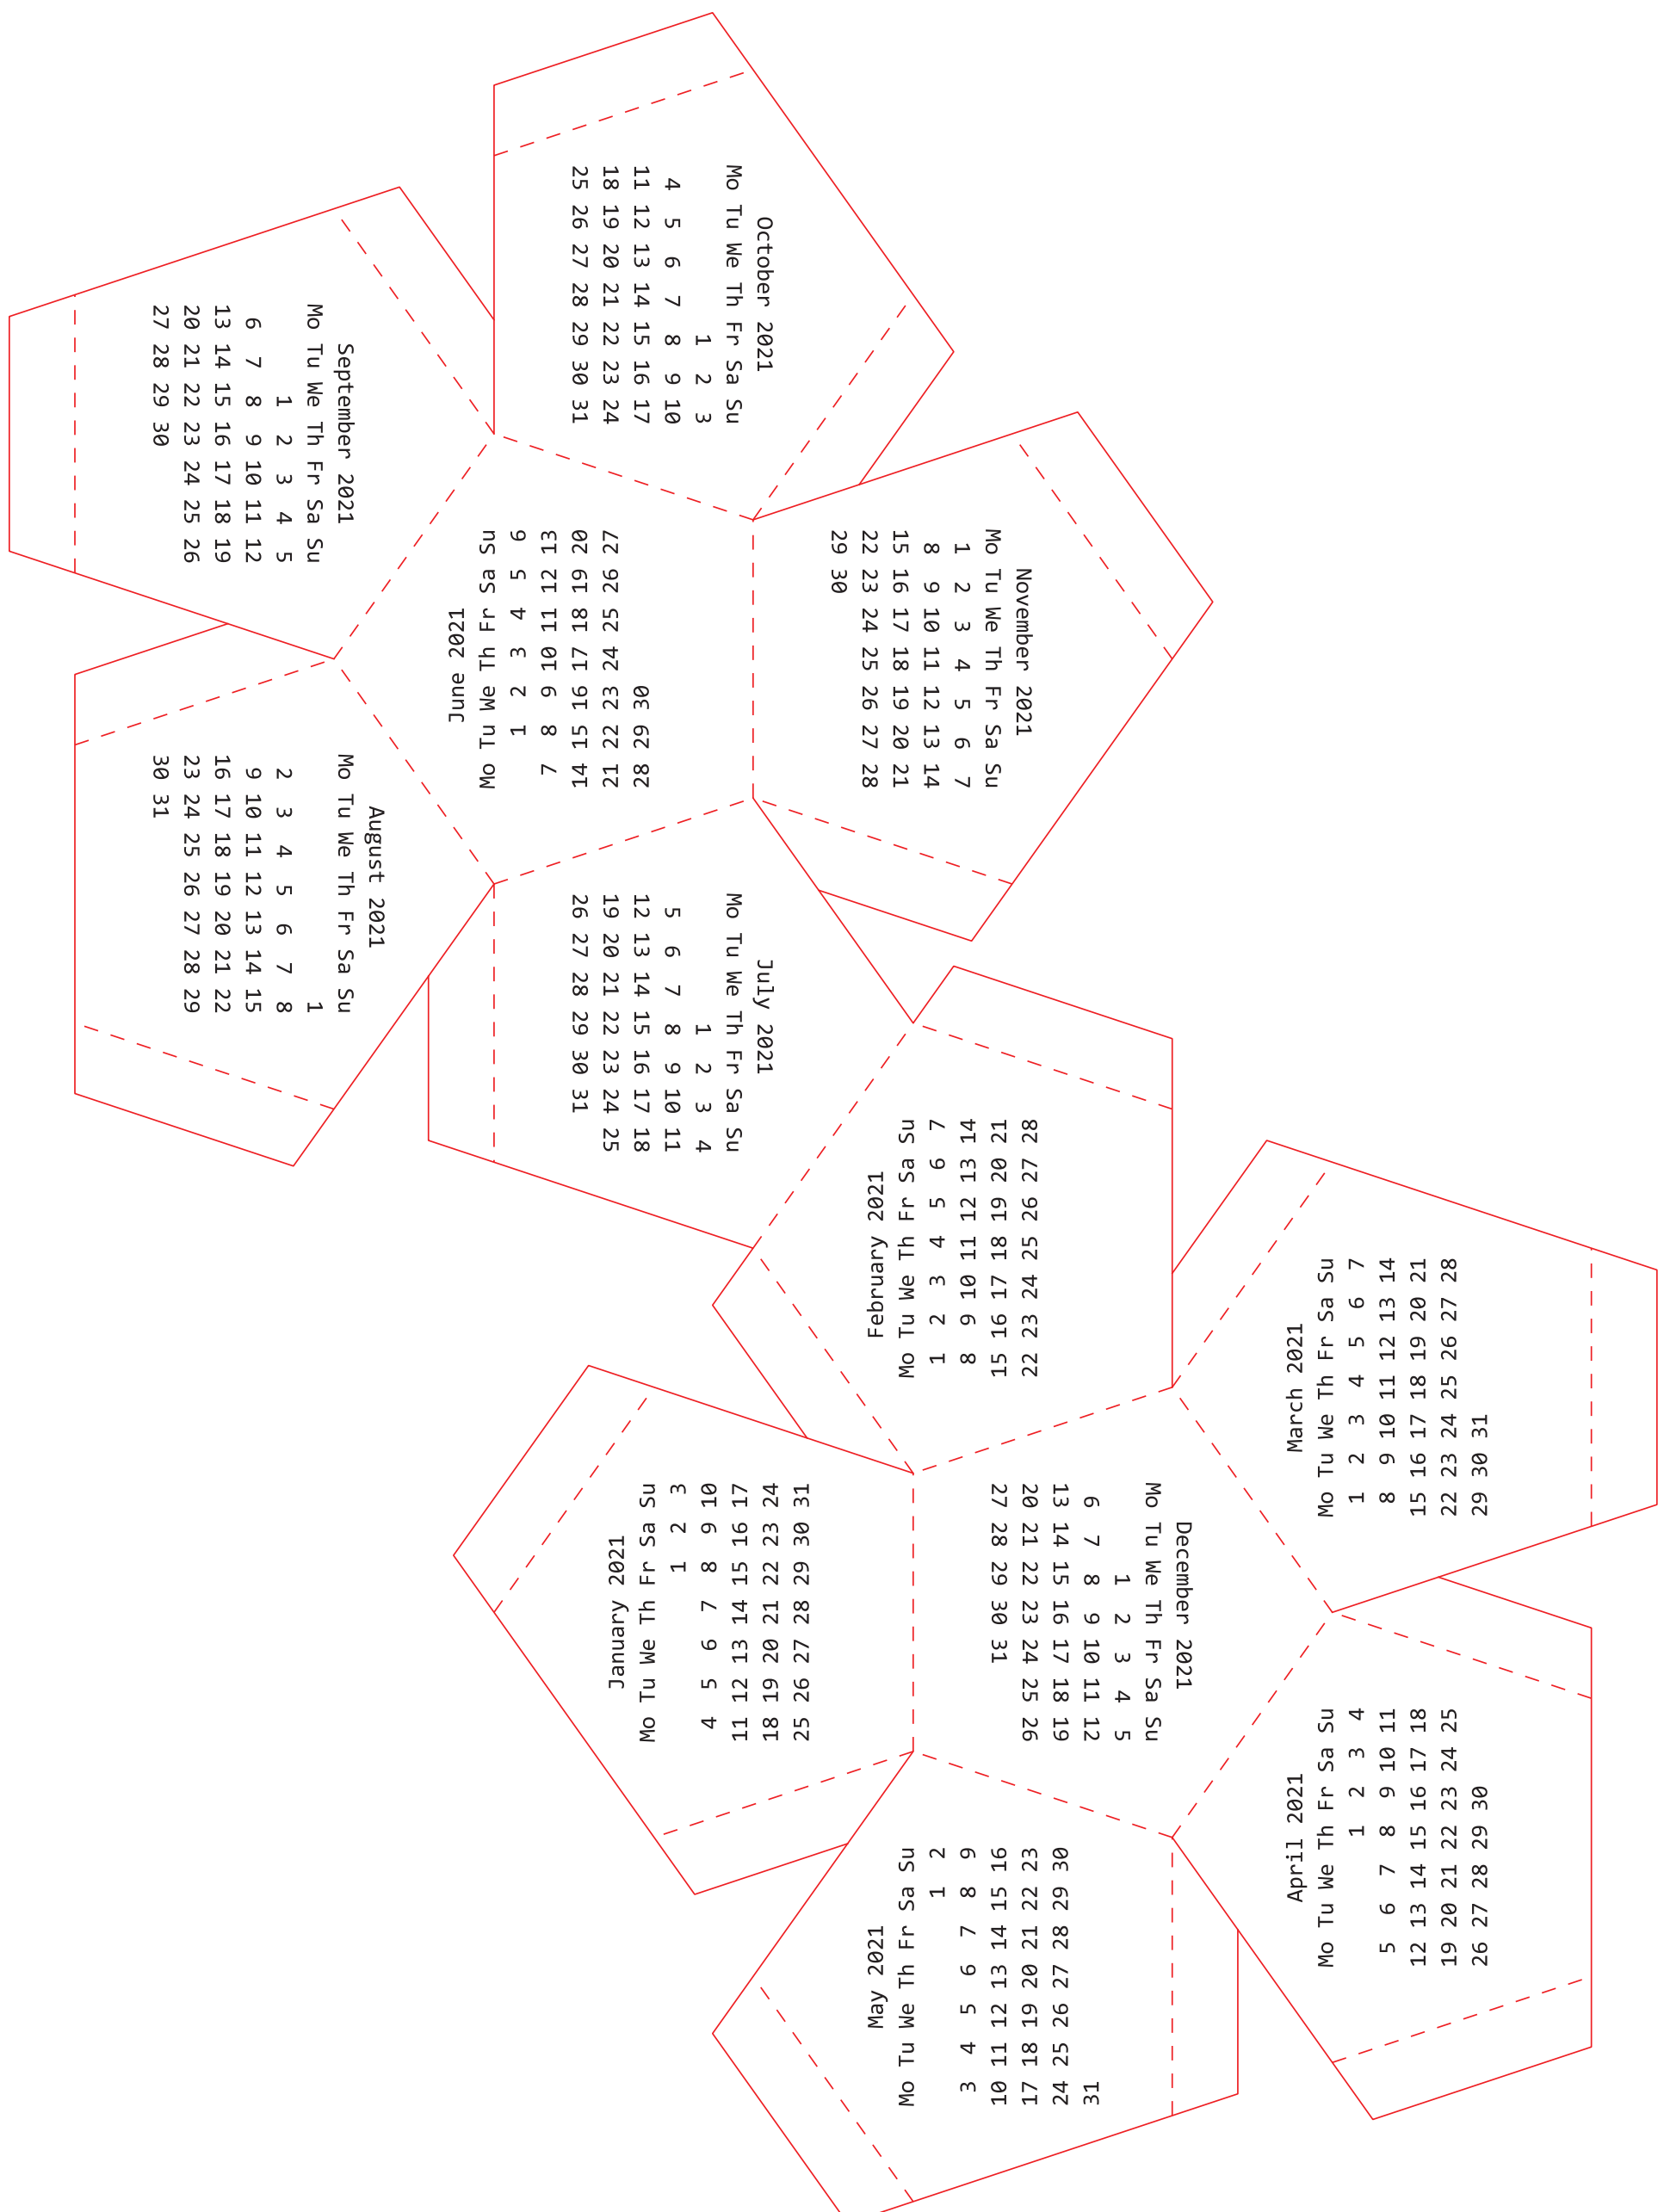 October 2021
Mo Tu We Th Fr Sa Su
1 2 3
4 5 6 7 8 9 10
11 12 13 14 15 16 17
18 19 20 21 22 23 24
25 26 27 28 29 30 31
September 2021
Mo Tu We Th Fr Sa Su
1 2 3 4 5
6 7 8 9 10 11 12
13 14 15 16 17 18 19
20 21 22 23 24 25 26
27 28 29 30
November 2021
Mo Tu We Th Fr Sa Su
1 2 3 4 5 6 7
8 9 10 11 12 13 14
15 16 17 18 19 20 21
22 23 24 25 26 27 28
29 30
June 2021
Mo Tu We Th Fr Sa Su
1 2 3 4 5 6
7 8 9 10 11 12 13
14 15 16 17 18 19 20
21 22 23 24 25 26 27
28 29 30
August 2021
Mo Tu We Th Fr Sa Su
1
2 3 4 5 6 7 8
9 10 11 12 13 14 15
16 17 18 19 20 21 22
23 24 25 26 27 28 29
30 31
July 2021
Mo Tu We Th Fr Sa Su
1 2 3 4
5 6 7 8 9 10 11
12 13 14 15 16 17 18
19 20 21 22 23 24 25
26 27 28 29 30 31
February 2021
Mo Tu We Th Fr Sa Su
1 2 3 4 5 6 7
8 9 10 11 12 13 14
15 16 17 18 19 20 21
22 23 24 25 26 27 28
March 2021
Mo Tu We Th Fr Sa Su
1 2 3 4 5 6 7
8 9 10 11 12 13 14
15 16 17 18 19 20 21
22 23 24 25 26 27 28
29 30 31
January 2021
Mo Tu We Th Fr Sa Su
1 2 3
4 5 6 7 8 9 10
11 12 13 14 15 16 17
18 19 20 21 22 23 24
25 26 27 28 29 30 31
December 2021
Mo Tu We Th Fr Sa Su
1 2 3 4 5
6 7 8 9 10 11 12
13 14 15 16 17 18 19
20 21 22 23 24 25 26
27 28 29 30 31
April 2021
Mo Tu We Th Fr Sa Su
1 2 3 4
5 6 7 8 9 10 11
12 13 14 15 16 17 18
19 20 21 22 23 24 25
26 27 28 29 30
May 2021
Mo Tu We Th Fr Sa Su
1 2
3 4 5 6 7 8 9
10 11 12 13 14 15 16
17 18 19 20 21 22 23
24 25 26 27 28 29 30
31